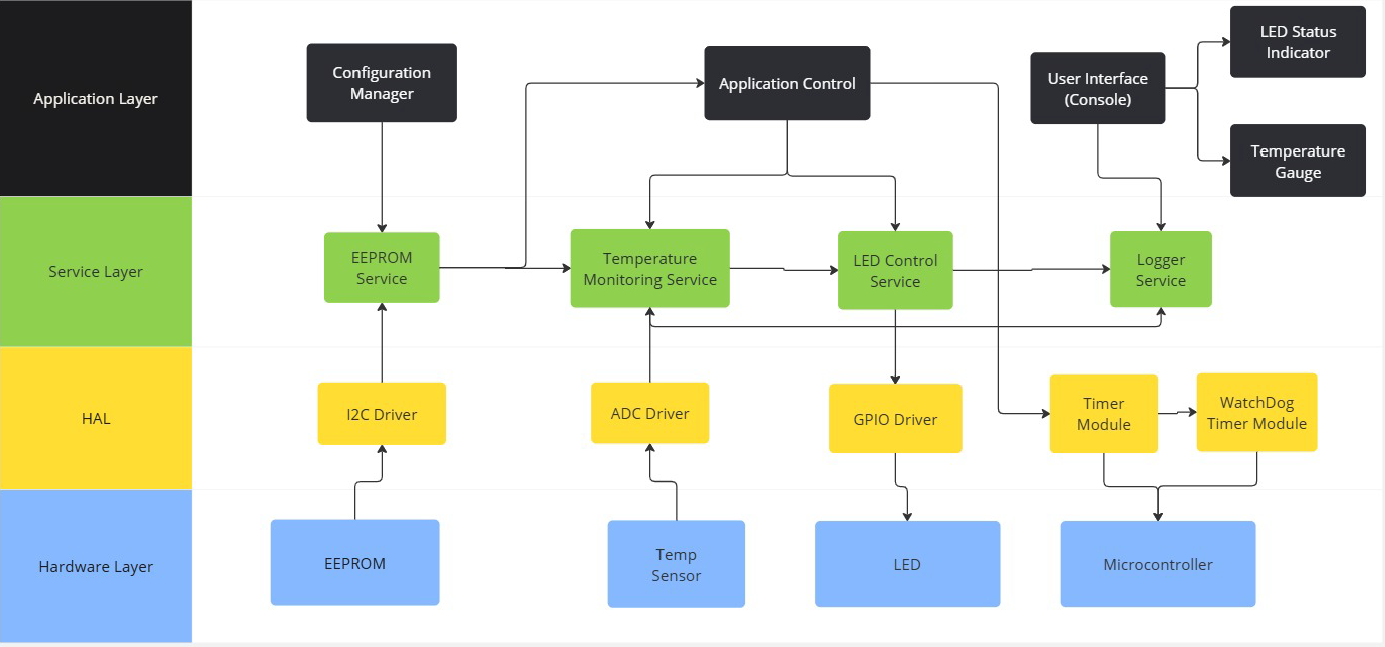 Application Layer
Configuration
Manager
Application Control
User Interface
(Console)
LED Status
Indicator
Temperature
Gauge
Service Layer
EEPROM
Service
Temperature
Monitoring Service
LED Control
Service
Logger
Service
HAL
I2C Driver
ADC Driver
GPIO Driver
Timer
Module
WatchDog
Timer Module
Hardware Layer
EEPROM
Temp
Sensor
LED
Microcontroller